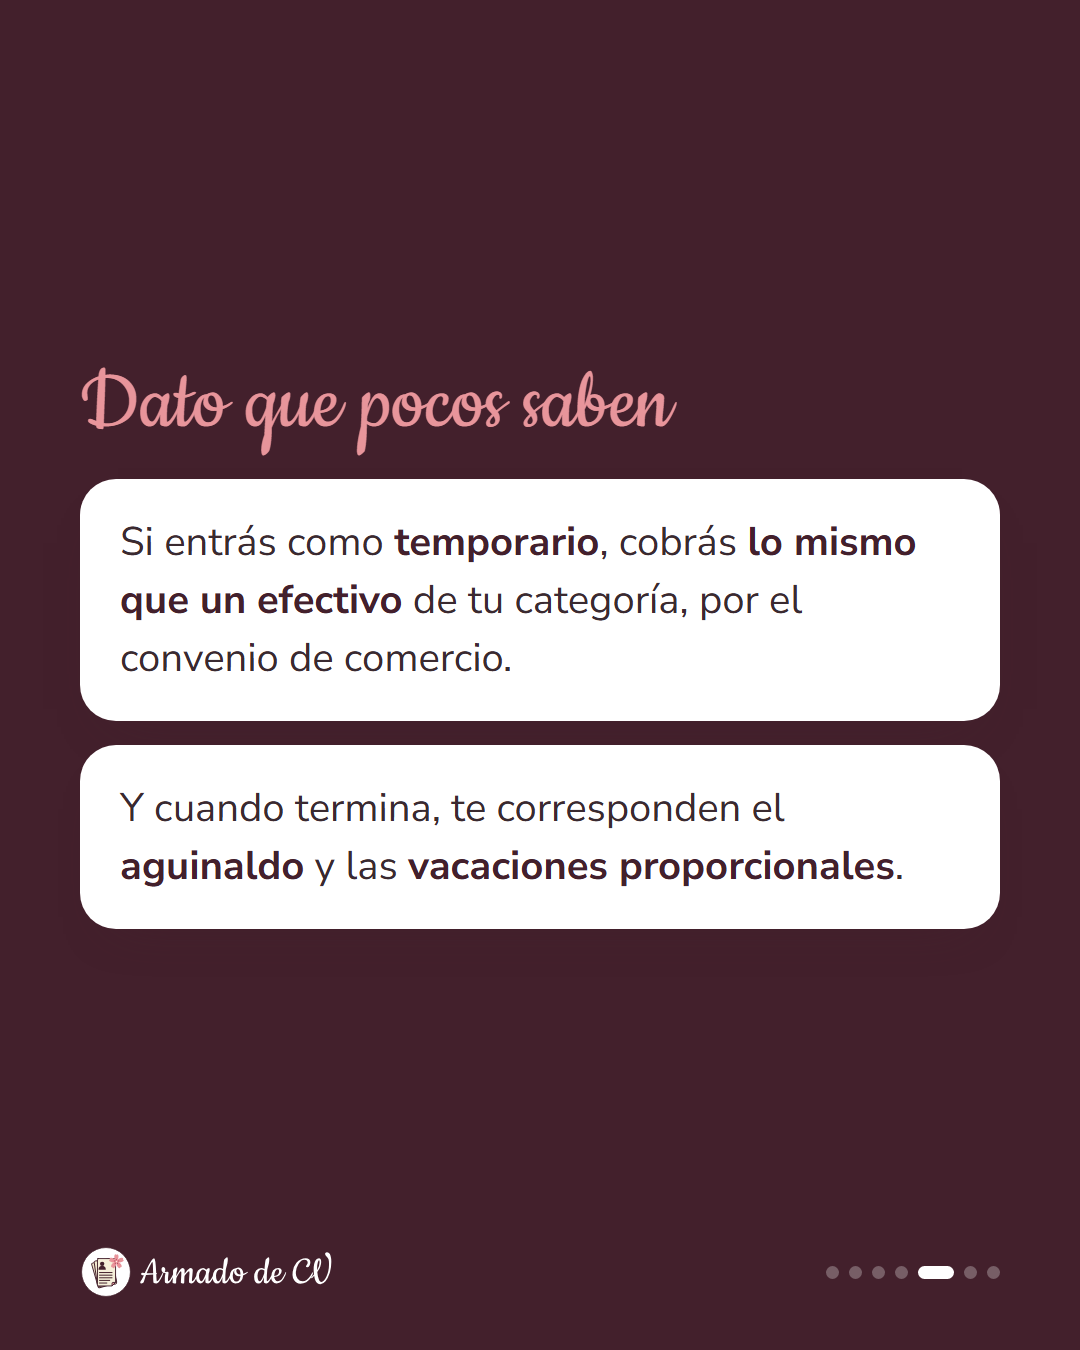 Dato que pocos saben
Si entrás como temporario, cobrás lo mismo
que un efectivo de tu categoría, por el
convenio de comercio.
Y cuando termina, te corresponden el
aguinaldo y las vacaciones proporcionales.
Armado de CV